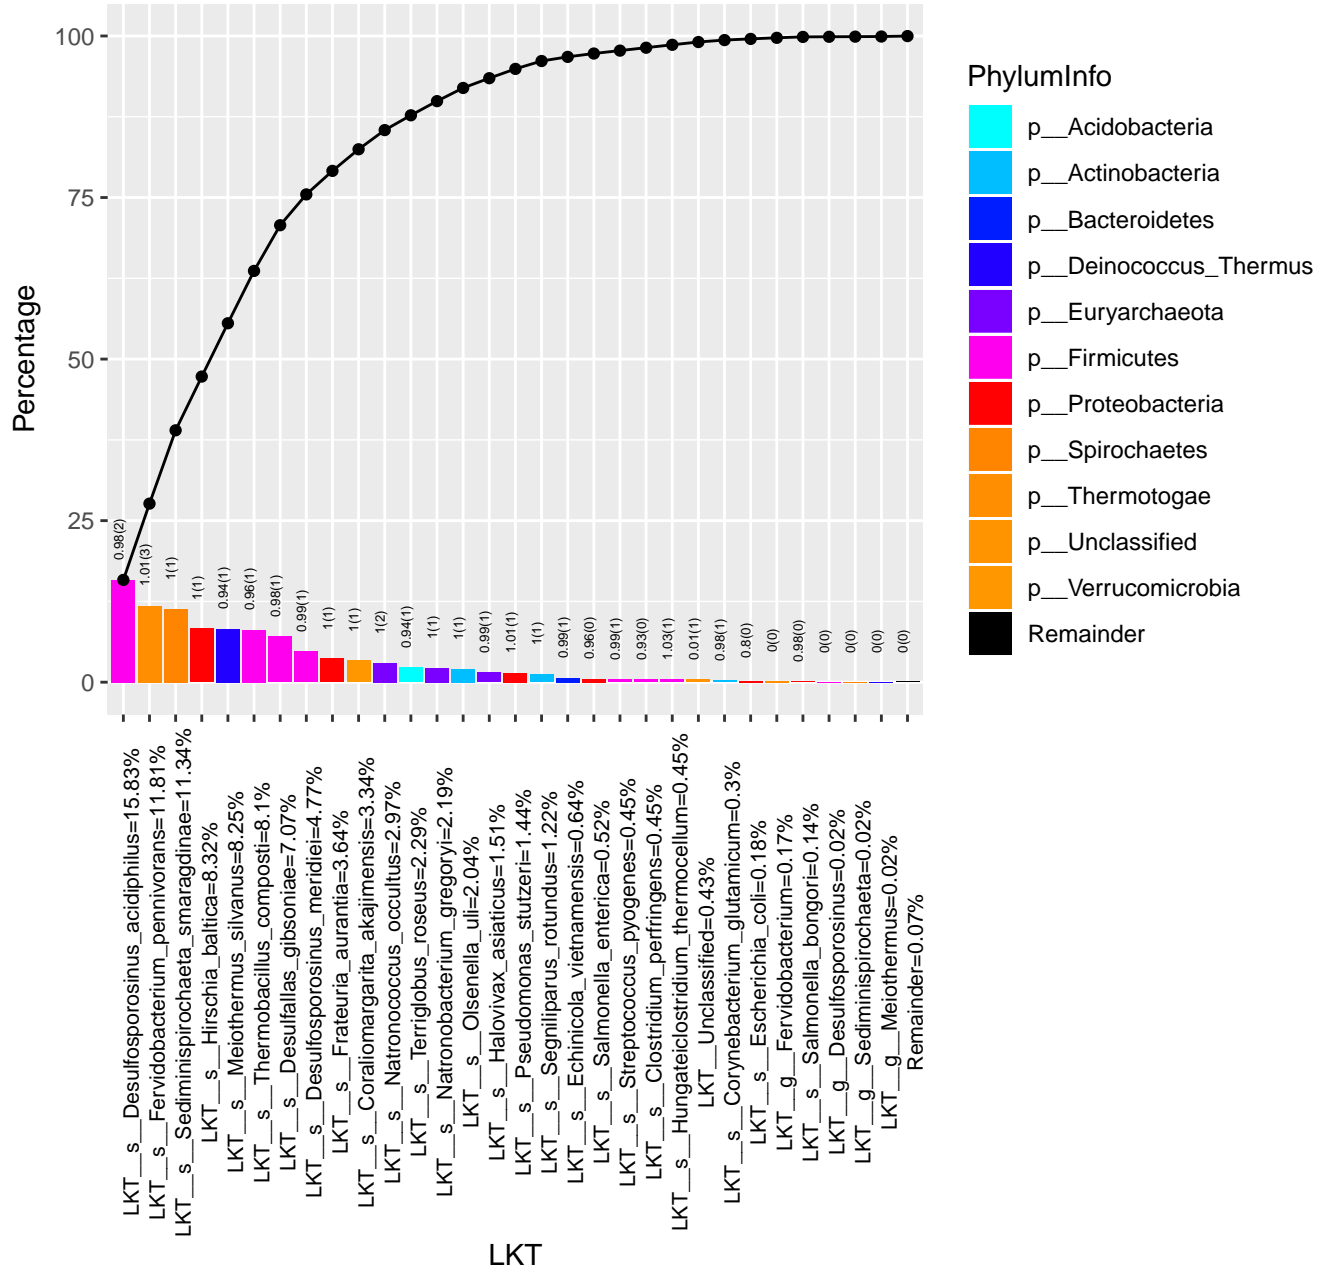 100
75
50
25
0
Percentage
0.98(2)
1.01(3)
1(1)
1(1)
0.94(1)
0.96(1)
0.98(1)
0.99(1)
1(1)
1(1)
1(2)
0.94(1)
1(1)
1(1)
0.99(1)
1.01(1)
1(1)
0.99(1)
0.96(0)
0.99(1)
0.93(0)
1.03(1)
0.01(1)
0.98(1)
0.8(0)
0(0)
0.98(0)
0(0)
0(0)
0(0)
0(0)
LKT__s__Desulfosporosinus_acidiphilus=15.83%
LKT__s__Fervidobacterium_pennivorans=11.81%
LKT__s__Sediminispirochaeta_smaragdinae=11.34%
LKT__s__Hirschia_baltica=8.32%
LKT__s__Meiothermus_silvanus=8.25%
LKT__s__Thermobacillus_composti=8.1%
LKT__s__Desulfallas_gibsoniae=7.07%
LKT__s__Desulfosporosinus_meridiei=4.77%
LKT__s__Frateuria_aurantia=3.64%
LKT__s__Coraliomargarita_akajimensis=3.34%
LKT__s__Natronococcus_occultus=2.97%
LKT__s__Terriglobus_roseus=2.29%
LKT__s__Natronobacterium_gregoryi=2.19%
LKT__s__Olsenella_uli=2.04%
LKT__s__Halovivax_asiaticus=1.51%
LKT__s__Pseudomonas_stutzeri=1.44%
LKT__s__Segniliparus_rotundus=1.22%
LKT__s__Echinicola_vietnamensis=0.64%
LKT__s__Salmonella_enterica=0.52%
LKT__s__Streptococcus_pyogenes=0.45%
LKT__s__Clostridium_perfringens=0.45%
LKT__s__Hungateiclostridium_thermocellum=0.45%
LKT__Unclassified=0.43%
LKT__s__Corynebacterium_glutamicum=0.3%
LKT__s__Escherichia_coli=0.18%
LKT__g__Fervidobacterium=0.17%
LKT__s__Salmonella_bongori=0.14%
LKT__g__Desulfosporosinus=0.02%
LKT__g__Sediminispirochaeta=0.02%
LKT__g__Meiothermus=0.02%
Remainder=0.07%
LKT
PhylumInfo
p__Acidobacteria
p__Actinobacteria
p__Bacteroidetes
p__Deinococcus_Thermus
p__Euryarchaeota
p__Firmicutes
p__Proteobacteria
p__Spirochaetes
p__Thermotogae
p__Unclassified
p__Verrucomicrobia
Remainder